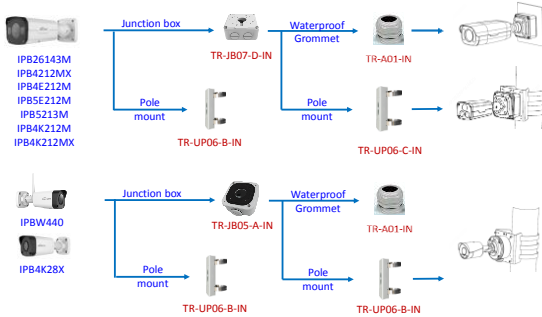 Junction box
Waterproof
Grommet
TR-JB07-D-IN
TR-A01-IN
IPB26143M
IPB4212MX
IPB4E212M
IPB5E212M
IPB5213M
IPB4K212M
IPB4K212MX
Pole
mount
Pole
mount
TR-UP06-B-IN
TR-UP06-C-IN
Junction box
Waterproof
Grommet
IPBW440
TR-JB05-A-IN
TR-A01-IN
IPB4K28X
Pole
mount
Pole
mount
TR-UP06-B-IN
TR-UP06-B-IN